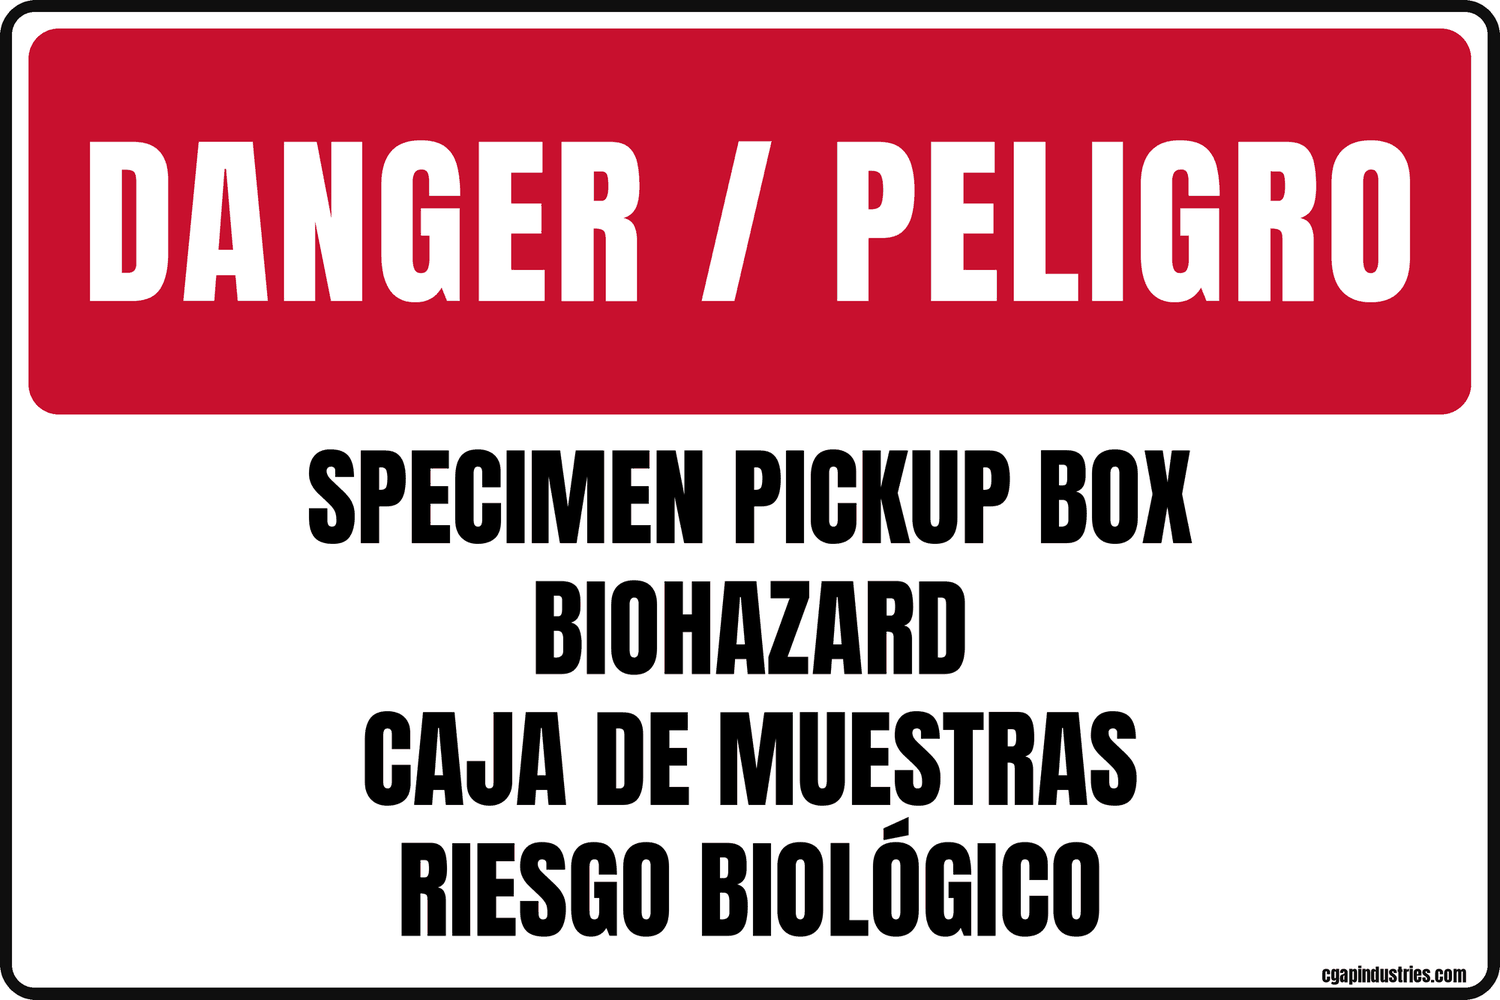 DANGER / PELIGRO
SPECIMEN PICKUP BOX
BIOHAZARD
CAJA DE MUESTRAS
RIESGO BIOLÓGICO
cgapindustries.com